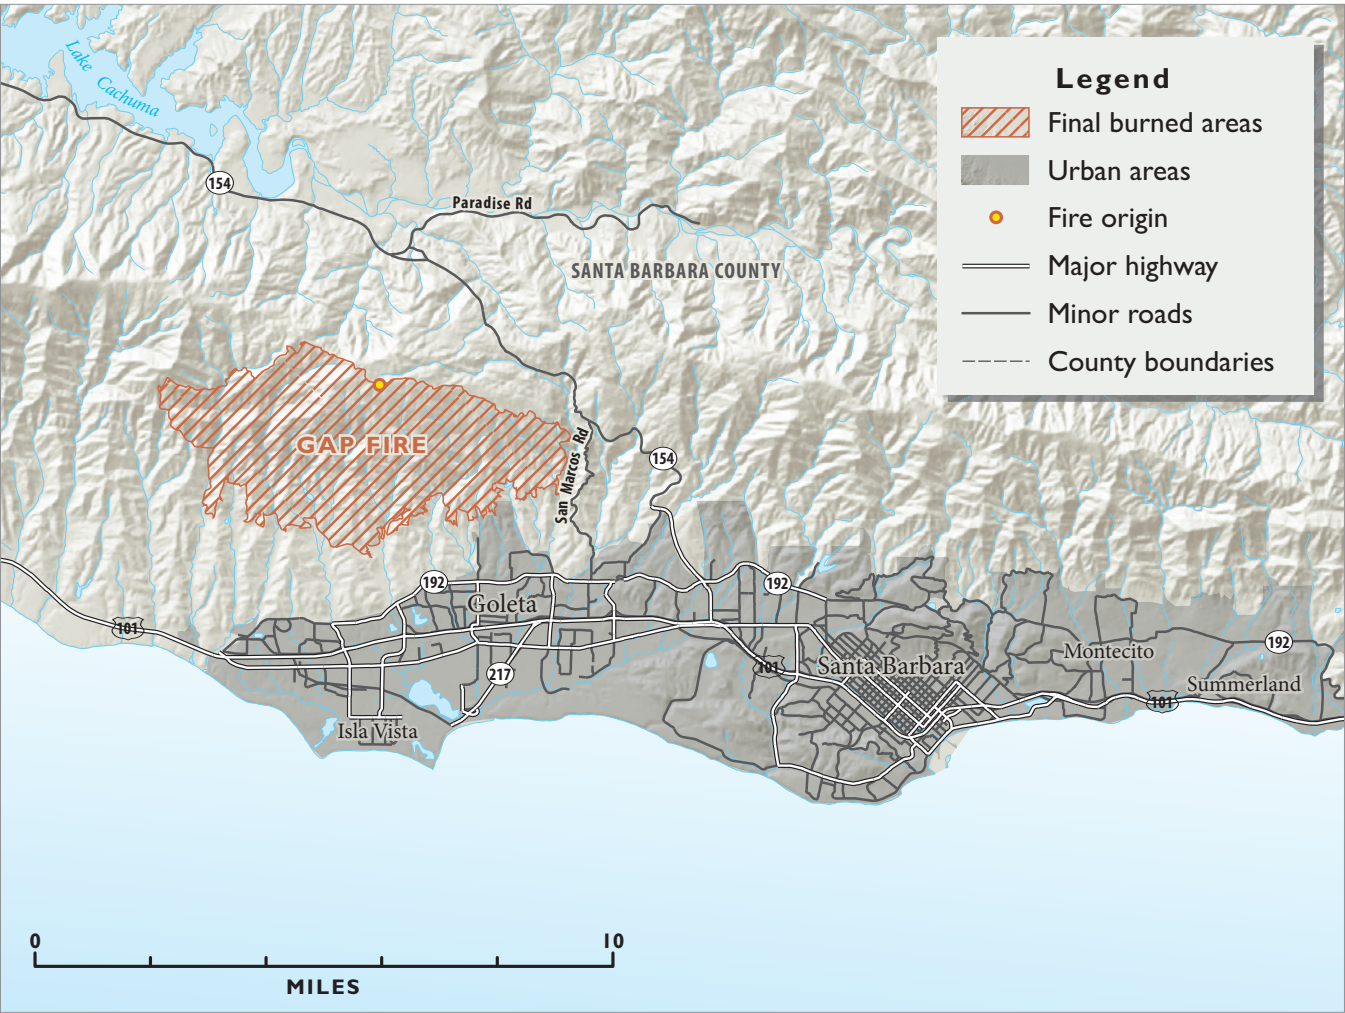 Lake Cachuma
154
Paradise Rd
SANTA BARBARA COUNTY
Legend
Final burned areas
Urban areas
Fire origin
Major highway
Minor roads
County boundaries
GAP FIRE
San Marcos Rd
154
192
192
Goleta
101
217
101
Santa Barbara
Montecito
192
Summerland
101
Isla Vista
0 10
MILES